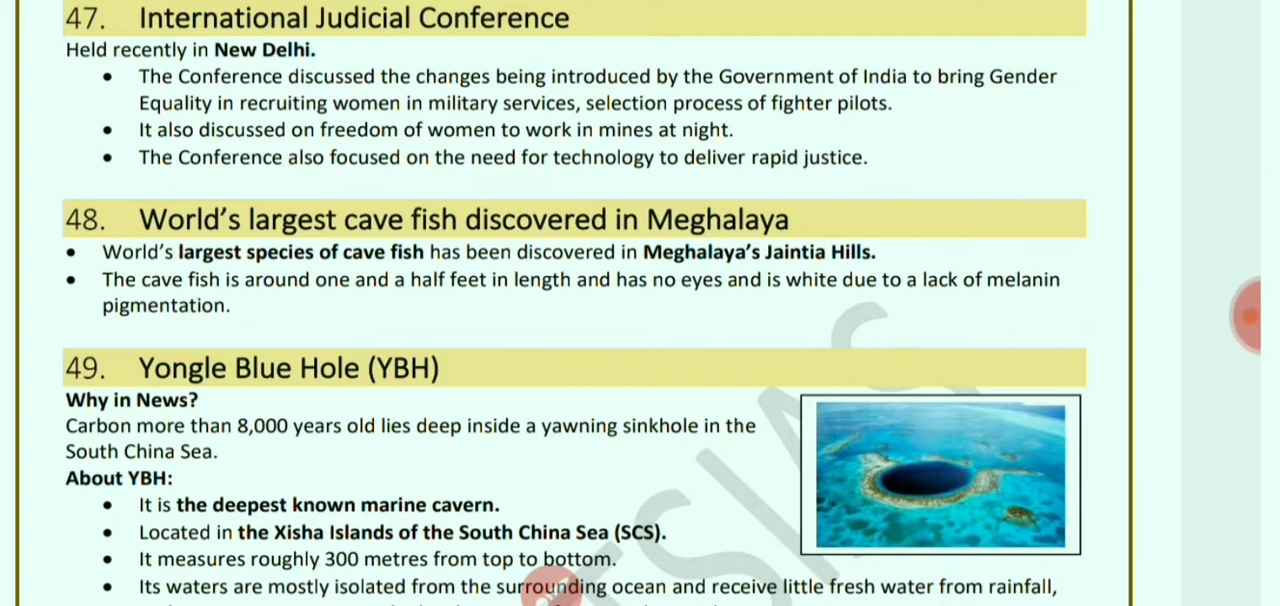 47. International Judicial Conference
Held recently in New Delhi.
• The Conference discussed the changes being introduced by the Government of India to bring Gender
Equality in recruiting women in military services, selection process of fighter pilots.
• It also discussed on freedom of women to work in mines at night.
• The Conference also focused on the need for technology to deliver rapid justice.
48. World's largest cave fish discovered in Meghalaya
• World's largest species of cave fish has been discovered in Meghalaya's Jaintia Hills.
• The cave fish is around one and a half feet in length and has no eyes and is white due to a lack of melanin
pigmentation.
49. Yongle Blue Hole (YBH)
Why in News?
Carbon more than 8,000 years old lies deep inside a yawning sinkhole in the
South China Sea.
About YBH:
• It is the deepest known marine cavern.
• Located in the Xisha Islands of the South China Sea (SCS).
• It measures roughly 300 metres from top to bottom.
• Its waters are mostly isolated from the surrounding ocean and receive little fresh water from rainfall,